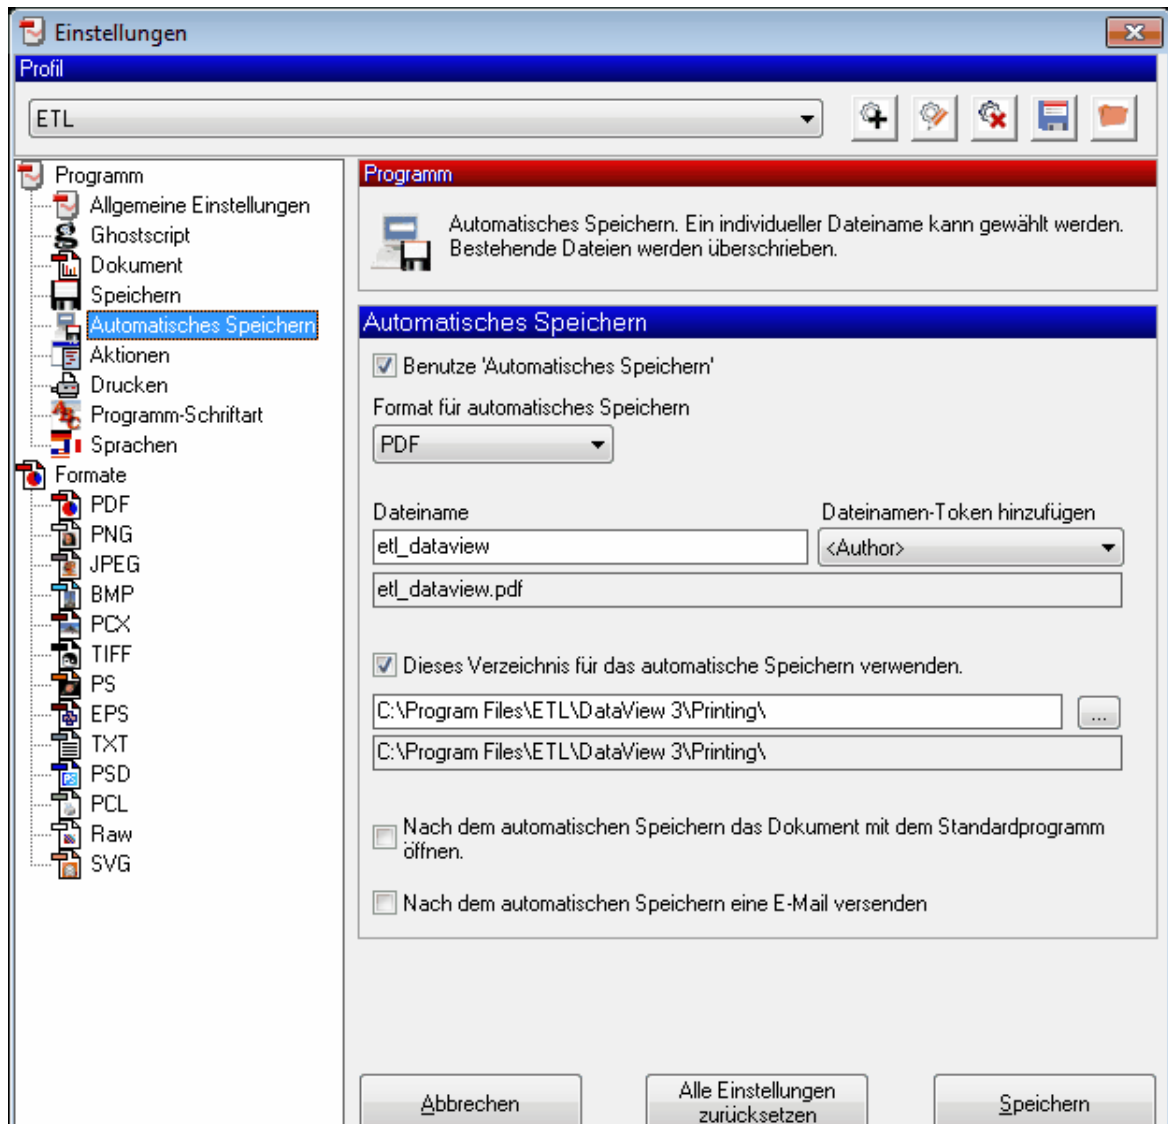 Einstellungen
Profil
ETL
Programm
Allgemeine Einstellungen
Ghostscript
Dokument
Speichern
Automatisches Speichern
Aktionen
Drucken
Programm-Schriftart
Sprachen
Formate
PDF
PNG
JPEG
BMP
PCX
TIFF
PS
EPS
TXT
PSD
PCL
Raw
SVG
Programm
Automatisches Speichern. Ein individueller Dateiname kann gewählt werden.
Bestehende Dateien werden überschrieben.
Automatisches Speichern
Benutze 'Automatisches Speichern'
Format für automatisches Speichern
PDF
Dateiname
Dateinamen-Token hinzufügen
etl_dataview
<Author>
etl_dataview.pdf
Dieses Verzeichnis für das automatische Speichern verwenden.
C:\Program Files\ETL\DataView 3\Printing\
...
C:\Program Files\ETL\DataView 3\Printing\
Nach dem automatischen Speichern das Dokument mit dem Standardprogramm
öffnen.
Nach dem automatischen Speichern eine E-Mail versenden
Abbrechen
Alle Einstellungen
zurücksetzen
Speichern